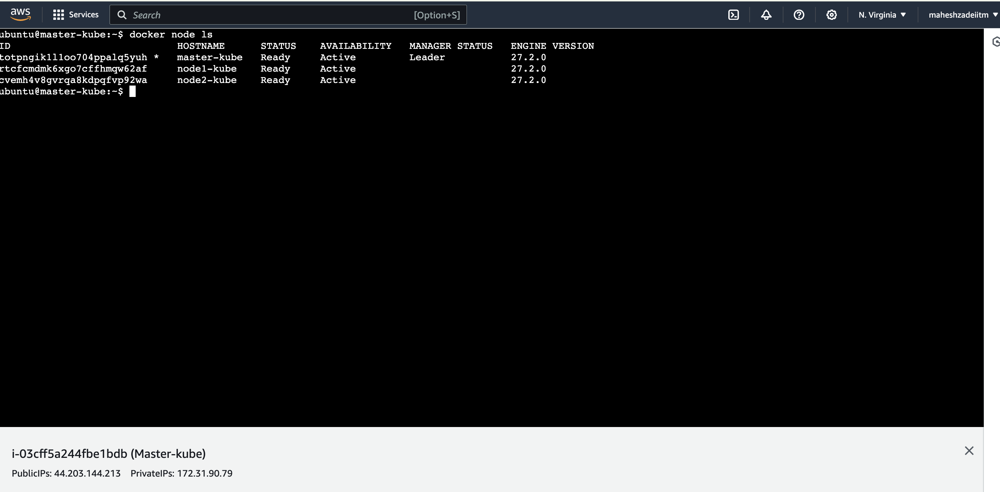 aws Services Search [Option+S] N. Virginia maheshzadeiitm
ubuntu@master-kube:~$ docker node ls
ID HOSTNAME STATUS AVAILABILITY MANAGER STATUS ENGINE VERSION
totpngik1l1oo704ppalq5yuh * master-kube Ready Active Leader 27.2.0
rtcfcmdmk6xgo7cffhmqw62af node1-kube Ready Active 27.2.0
cvemh4v8gvrqa8kdpqfvp92wa node2-kube Ready Active 27.2.0
ubuntu@master-kube:~$
i-03cff5a244fbe1bdb (Master-kube)
PublicIPs: 44.203.144.213 PrivateIPs: 172.31.90.79